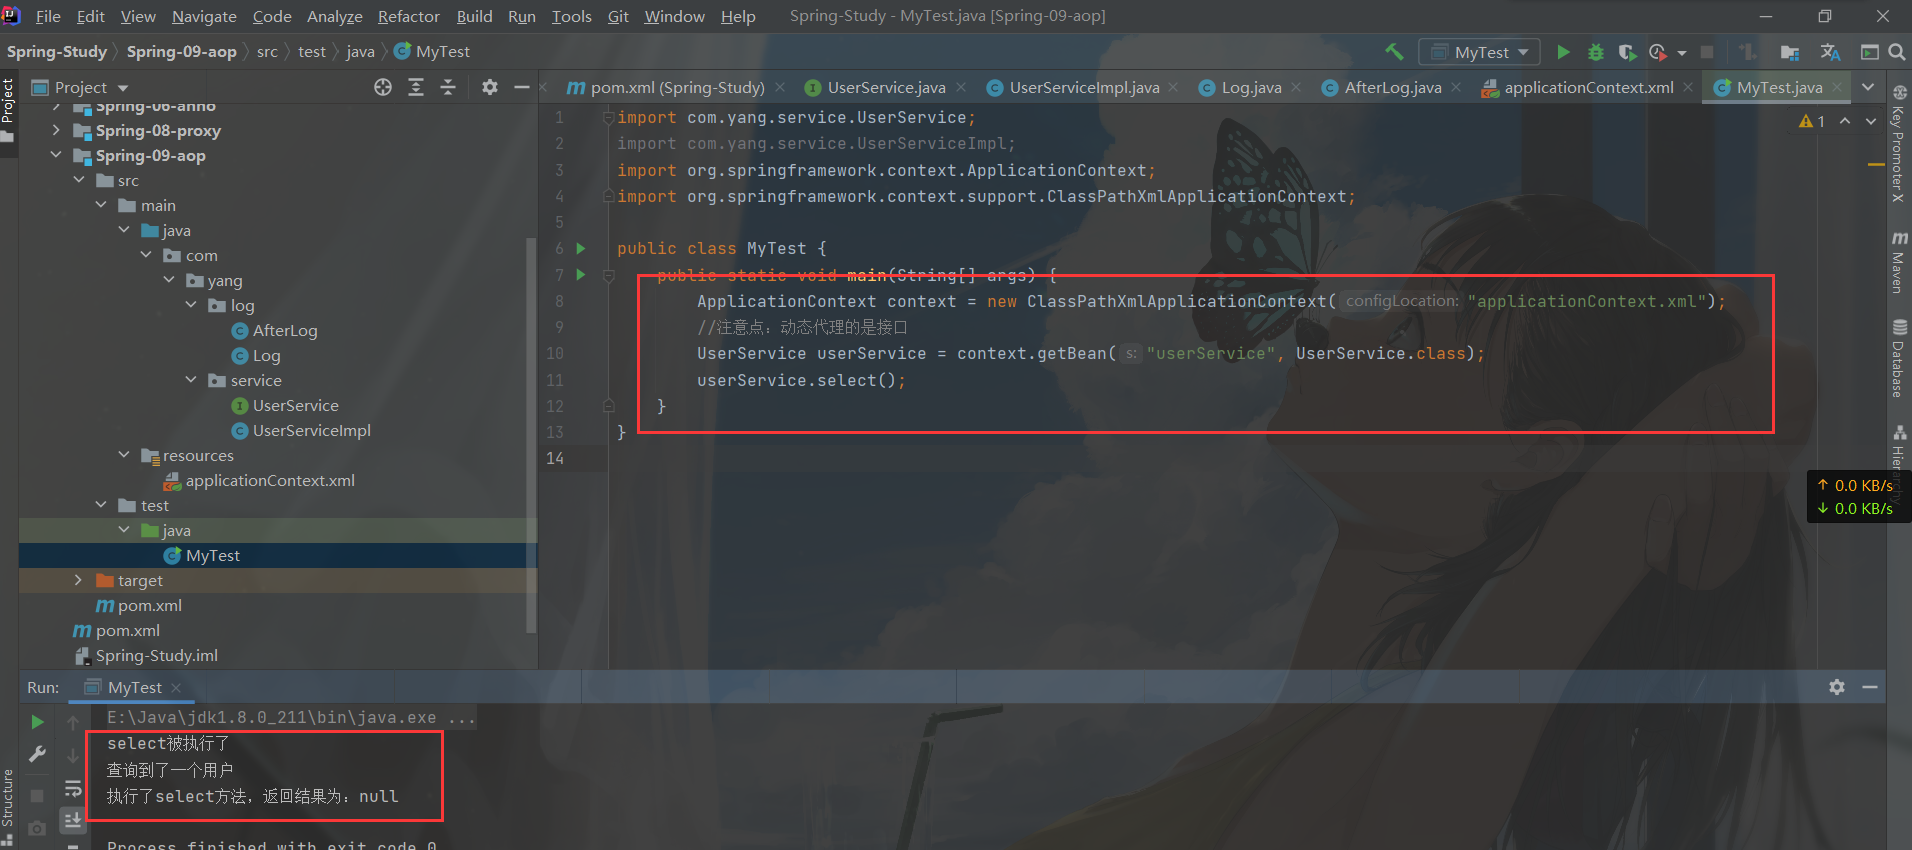 File Edit View Navigate Code Analyze Refactor Build Run Tools Git Window Help Spring-Study - MyTest.java [Spring-09-aop]
Spring-Study Spring-09-aop src test java MyTest
MyTest
Project
pom.xml (Spring-Study) UserService.java UserServiceImpl.java Log.java AfterLog.java applicationContext.xml MyTest.java
Project
Spring-06-anno
Spring-08-proxy
Spring-09-aop
src
main
java
com
yang
log
AfterLog
Log
service
UserService
UserServiceImpl
resources
applicationContext.xml
test
java
MyTest
target
pom.xml
pom.xml
Spring-Study.iml
1 import com.yang.service.UserService;
2 import com.yang.service.UserServiceImpl;
3 import org.springframework.context.ApplicationContext;
4 import org.springframework.context.support.ClassPathXmlApplicationContext;
5
6 public class MyTest {
7 public static void main(String[] args) {
8 ApplicationContext context = new ClassPathXmlApplicationContext( configLocation: "applicationContext.xml");
9 //注意点：动态代理的是接口
10 UserService userService = context.getBean( s: "userService", UserService.class);
11 userService.select();
12 }
13 }
14
1
Key Promoter X
Maven
Database
Hierarchy
↑ 0.0 KB/s
↓ 0.0 KB/s
Run: MyTest
E:\Java\jdk1.8.0_211\bin\java.exe ...
select被执行了
查询到了一个用户
执行了select方法，返回结果为：null
Process finished with exit code 0
Structure